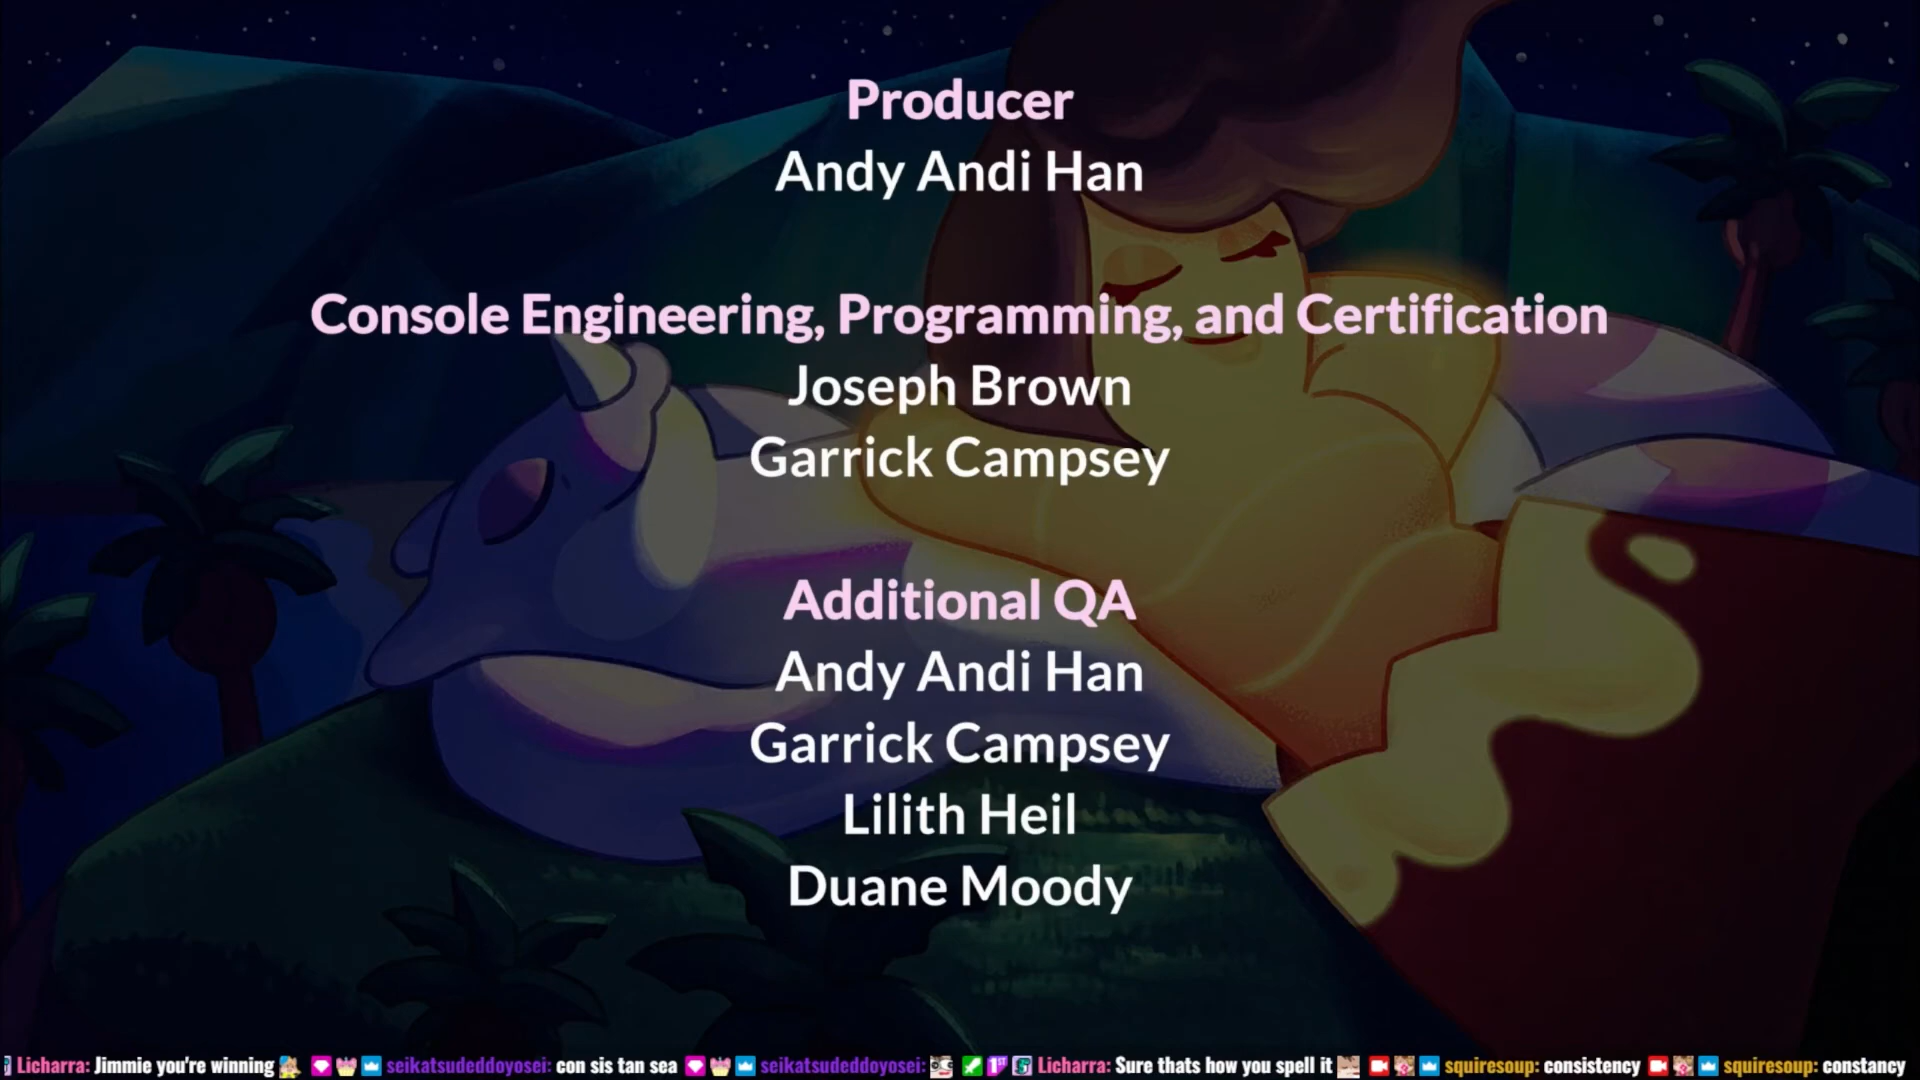 Producer
Andy Andi Han
Console Engineering, Programming, and Certification
Joseph Brown
Garrick Campsey
Additional QA
Andy Andi Han
Garrick Campsey
Lilith Heil
Duane Moody
Licharra: Jimmie you're winning seikatsudeddoyosei: con sis tan sea seikatsudeddoyosei: Licharra: Sure thats how you spell it squiresoup: consistency squiresoup: constancy